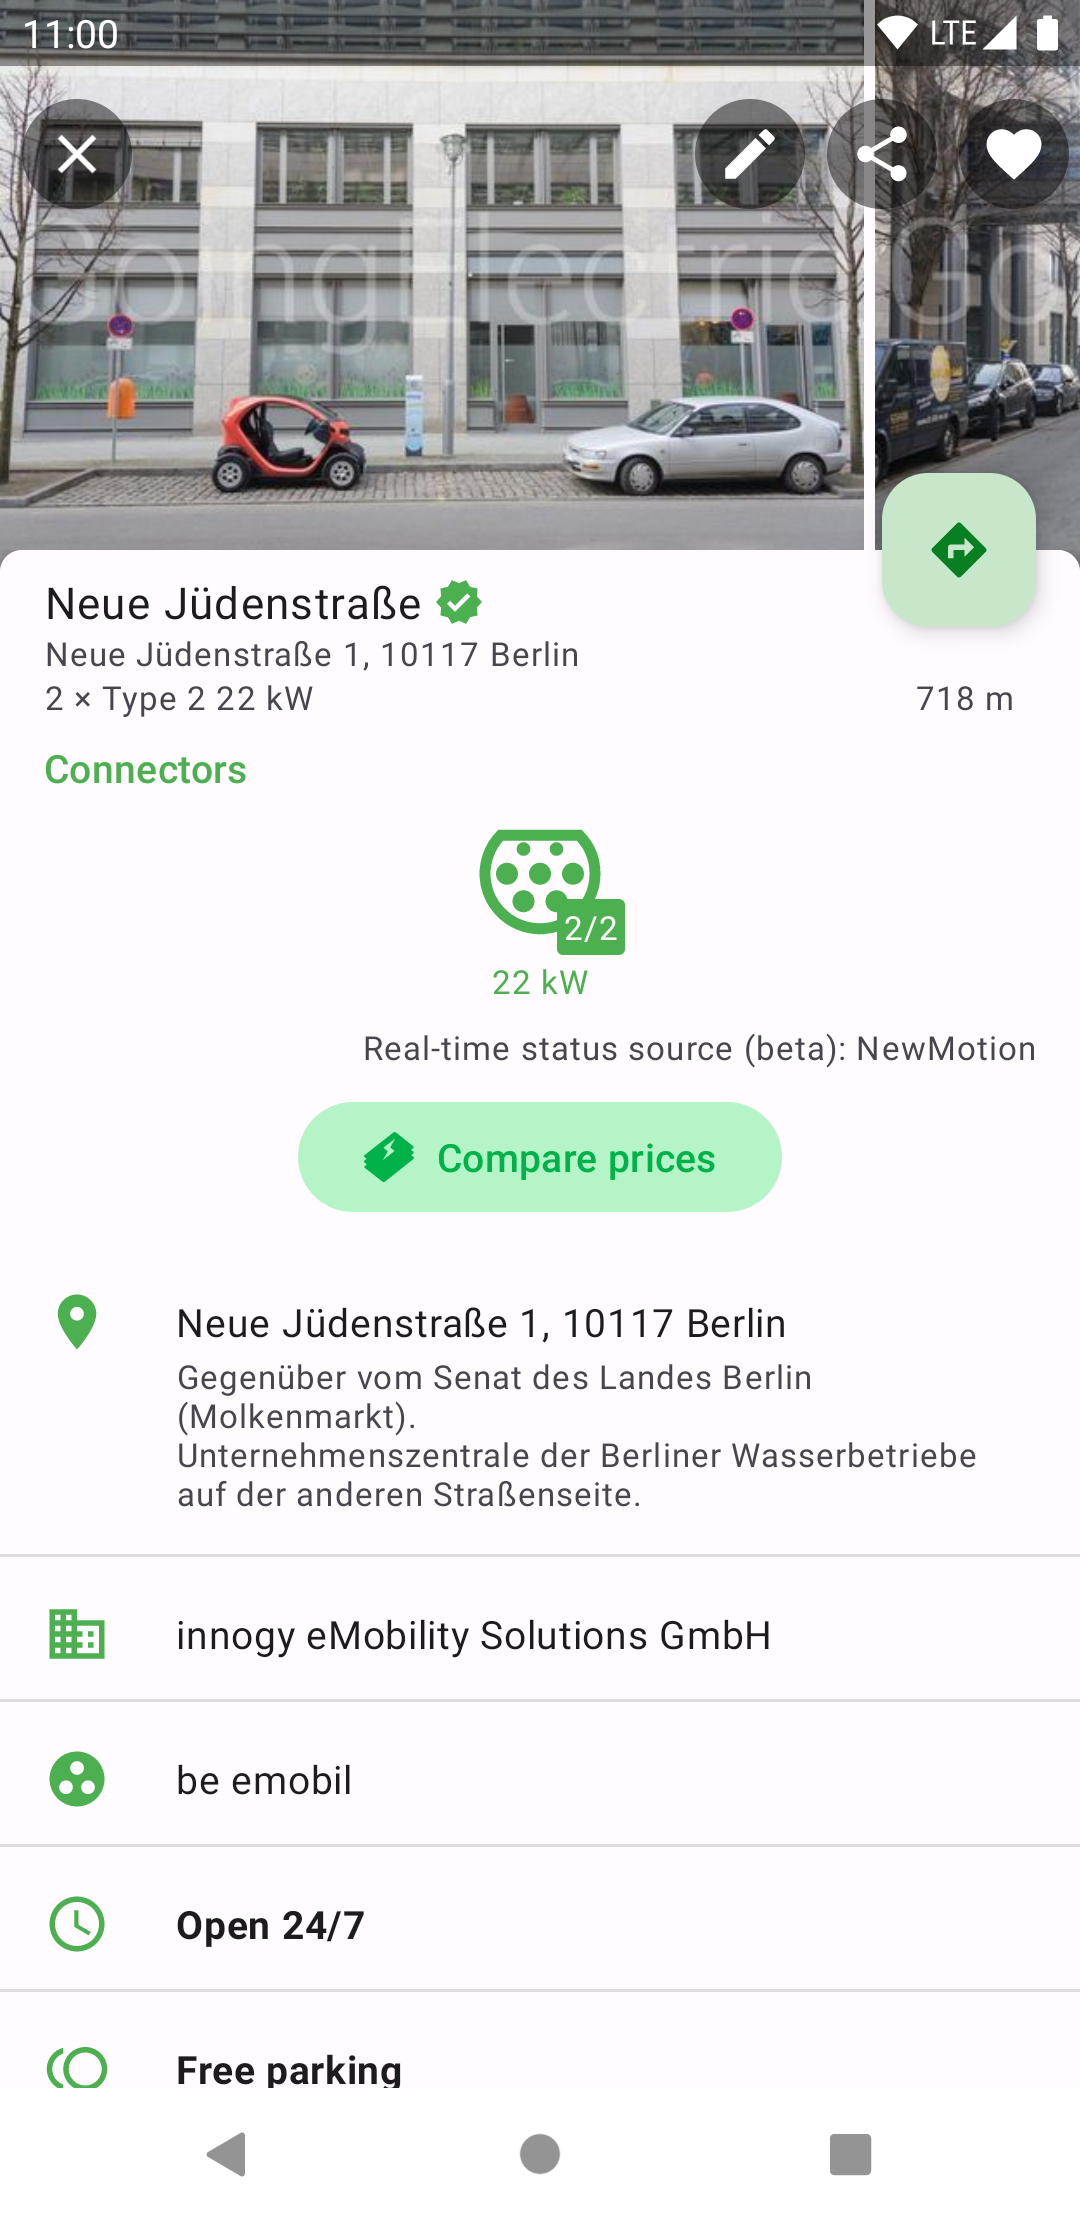 11:00
LTE
GoingElectric
Go
Neue Jüdenstraße
Neue Jüdenstraße 1, 10117 Berlin
2 × Type 2 22 kW
718 m
Connectors
2/2
22 kW
Real-time status source (beta): NewMotion
Compare prices
Neue Jüdenstraße 1, 10117 Berlin
Gegenüber vom Senat des Landes Berlin
(Molkenmarkt).
Unternehmenszentrale der Berliner Wasserbetriebe
auf der anderen Straßenseite.
innogy eMobility Solutions GmbH
be emobil
Open 24/7
Free parking